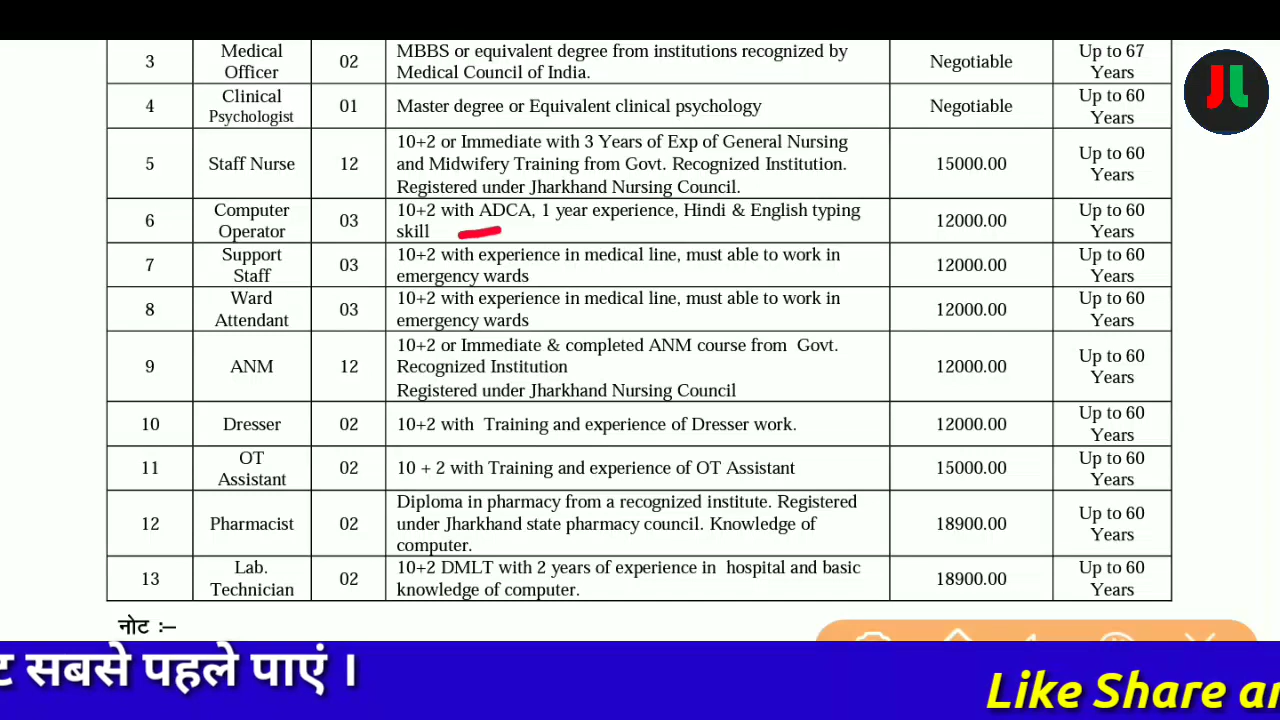 3 Medical Officer 02 MBBS or equivalent degree from institutions recognized by Medical Council of India. Negotiable Up to 67 Years
4 Clinical Psychologist 01 Master degree or Equivalent clinical psychology Negotiable Up to 60 Years
5 Staff Nurse 12 10+2 or Immediate with 3 Years of Exp of General Nursing and Midwifery Training from Govt. Recognized Institution. Registered under Jharkhand Nursing Council. 15000.00 Up to 60 Years
6 Computer Operator 03 10+2 with ADCA, 1 year experience, Hindi & English typing skill 12000.00 Up to 60 Years
7 Support Staff 03 10+2 with experience in medical line, must able to work in emergency wards 12000.00 Up to 60 Years
8 Ward Attendant 03 10+2 with experience in medical line, must able to work in emergency wards 12000.00 Up to 60 Years
9 ANM 12 10+2 or Immediate & completed ANM course from Govt. Recognized Institution Registered under Jharkhand Nursing Council 12000.00 Up to 60 Years
10 Dresser 02 10+2 with Training and experience of Dresser work. 12000.00 Up to 60 Years
11 OT Assistant 02 10 + 2 with Training and experience of OT Assistant 15000.00 Up to 60 Years
12 Pharmacist 02 Diploma in pharmacy from a recognized institute. Registered under Jharkhand state pharmacy council. Knowledge of computer. 18900.00 Up to 60 Years
13 Lab. Technician 02 10+2 DMLT with 2 years of experience in hospital and basic knowledge of computer. 18900.00 Up to 60 Years
नोट :–
सबसे पहले पाएं ।
Like Share